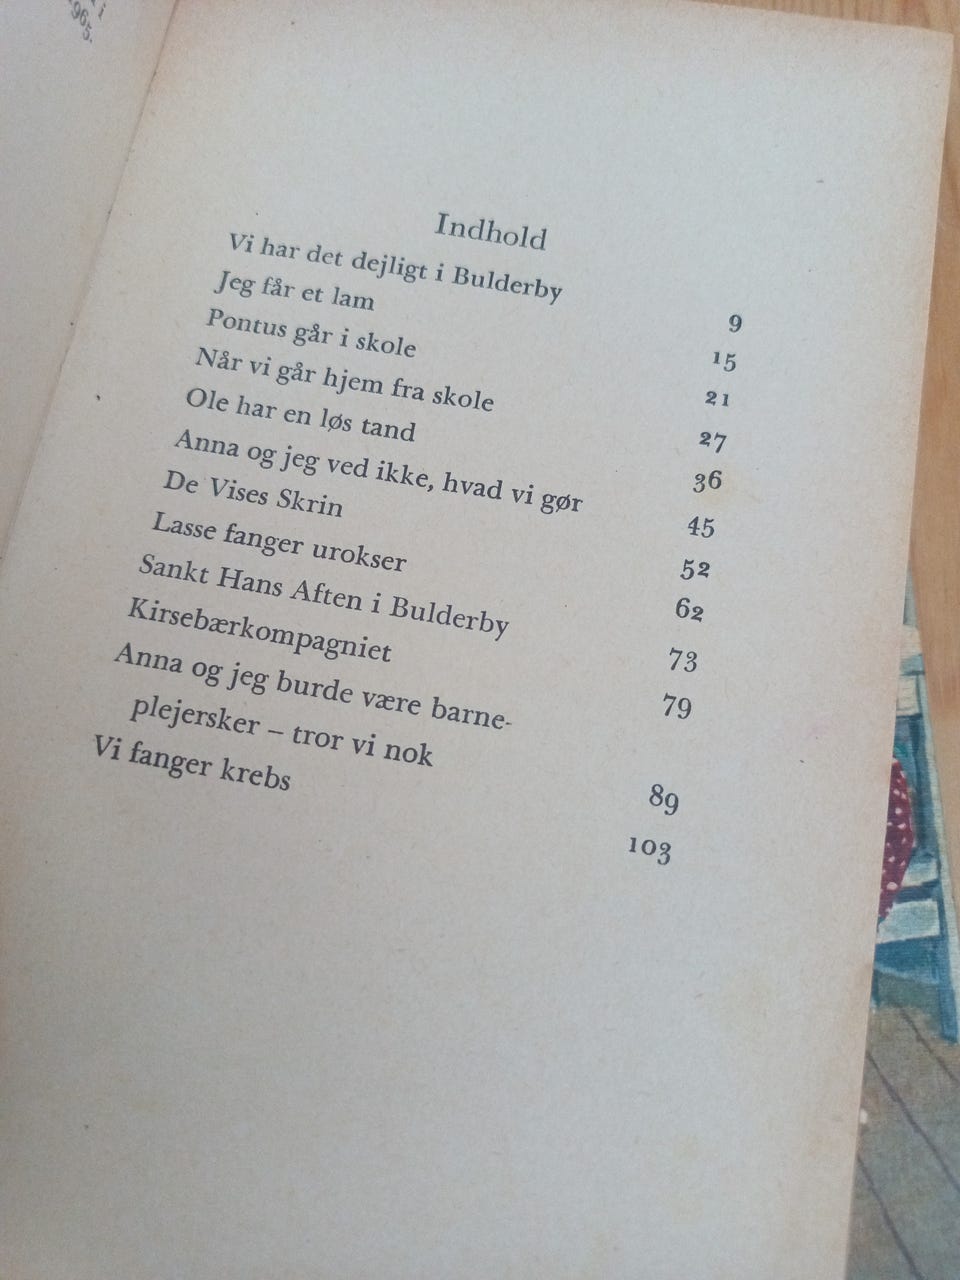 i
1965.
Indhold
Vi har det dejligt i Bulderby 9
Jeg får et lam 15
Pontus går i skole 21
Når vi går hjem fra skole 27
Ole har en løs tand 36
Anna og jeg ved ikke, hvad vi gør 45
De Vises Skrin 52
Lasse fanger urokser 62
Sankt Hans Aften i Bulderby 73
Kirsebærkompagniet 79
Anna og jeg burde være barne-
plejersker – tror vi nok 89
Vi fanger krebs 103